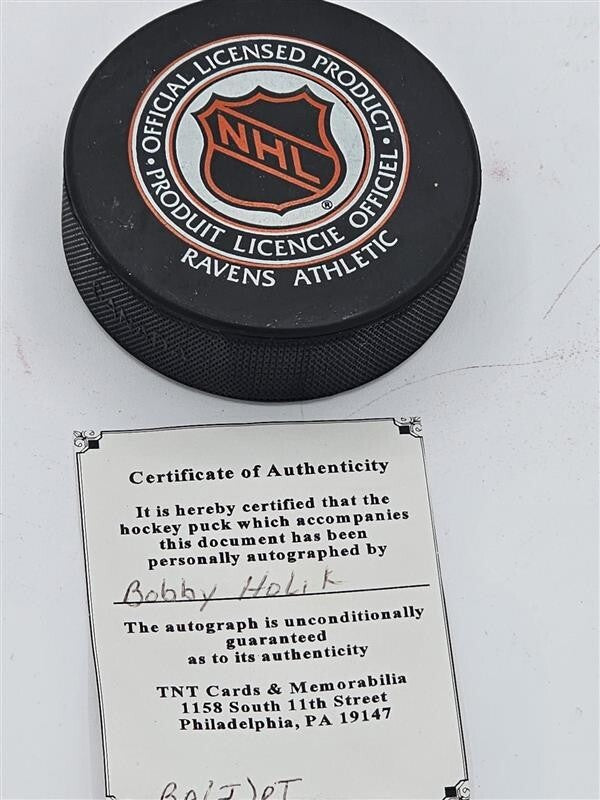 • OFFICIAL LICENSED PRODUCT •
NHL
®
PRODUIT LICENCIE OFFICIEL
RAVENS ATHLETIC
Certificate of Authenticity
It is hereby certified that the
hockey puck which accompanies
this document has been
personally autographed by
Bobby Holik
The autograph is unconditionally
guaranteed
as to its authenticity
TNT Cards & Memorabilia
1158 South 11th Street
Philadelphia, PA 19147